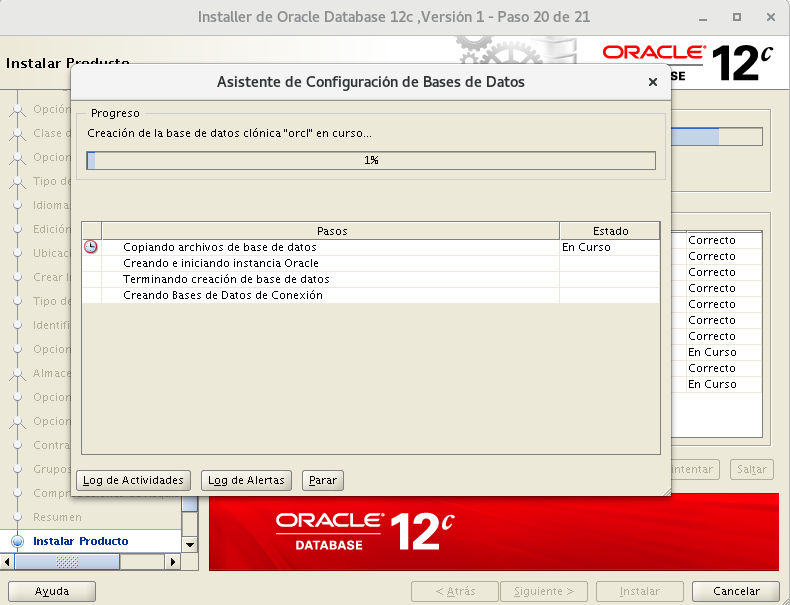 Installer de Oracle Database 12c ,Versión 1 - Paso 20 de 21
Instalar Producto
ORACLE
12c
SE
Asistente de Configuración de Bases de Datos
Progreso
Creación de la base de datos clónica "orcl" en curso...
1%
Pasos Estado
Copiando archivos de base de datos En Curso
Creando e iniciando instancia Oracle
Terminando creación de base de datos
Creando Bases de Datos de Conexión
Log de Actividades Log de Alertas Parar
Opción
Clase d
Opcion
Tipo de
Idioma
Edición
Ubicaci
Crear I
Tipo de
Identifi
Opcion
Almace
Opcion
Opcion
Contra
Grupos
Resumen
Instalar Producto
Correcto
Correcto
Correcto
Correcto
Correcto
Correcto
Correcto
En Curso
Correcto
En Curso
intentar Saltar
ORACLE
DATABASE
12c
Ayuda < Atrás Siguiente > Instalar Cancelar